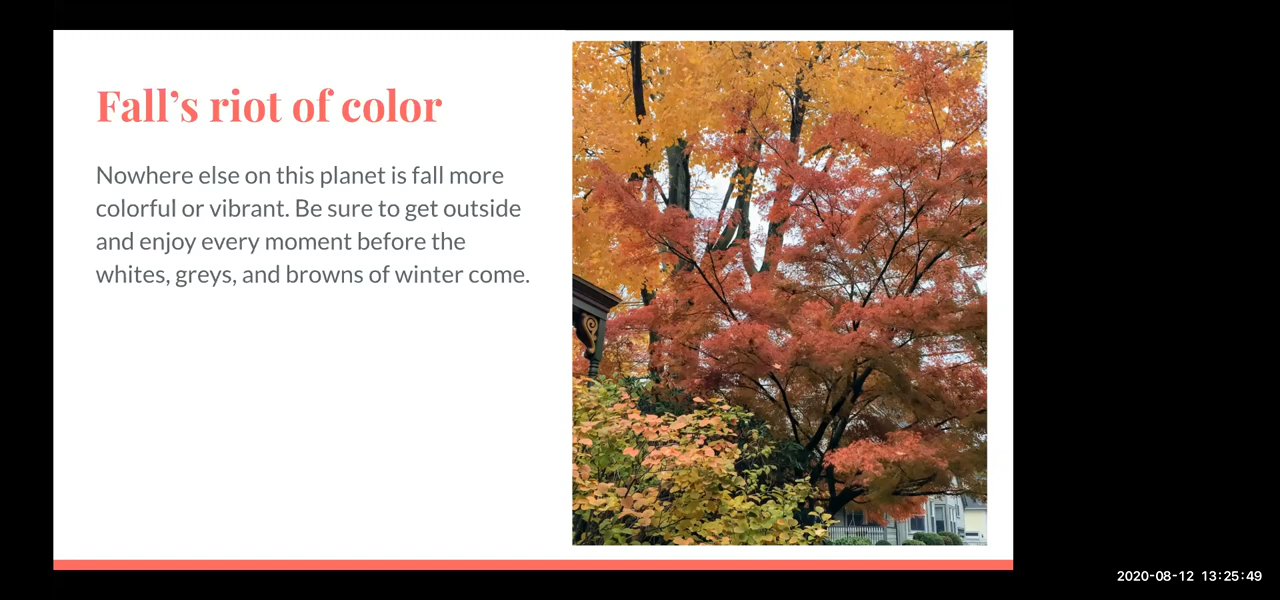 Fall’s riot of color
Nowhere else on this planet is fall more
colorful or vibrant. Be sure to get outside
and enjoy every moment before the
whites, greys, and browns of winter come.
2020-08-12 13:25:49